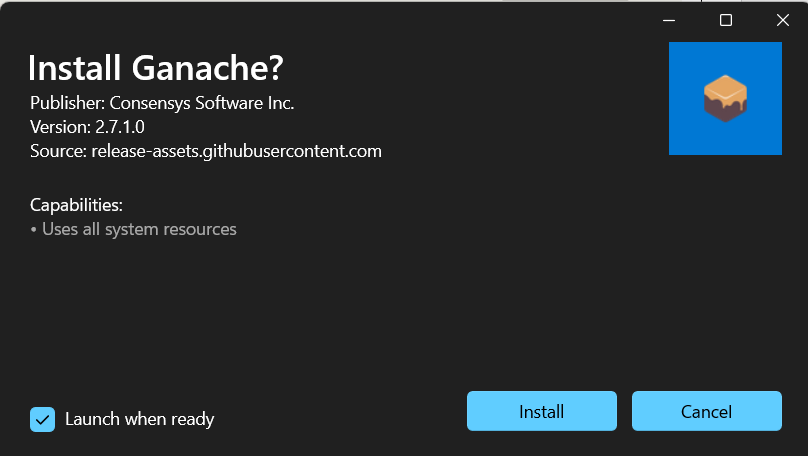 Install Ganache?
Publisher: Consensys Software Inc.
Version: 2.7.1.0
Source: release-assets.githubusercontent.com
Capabilities:
• Uses all system resources
Launch when ready
Install
Cancel